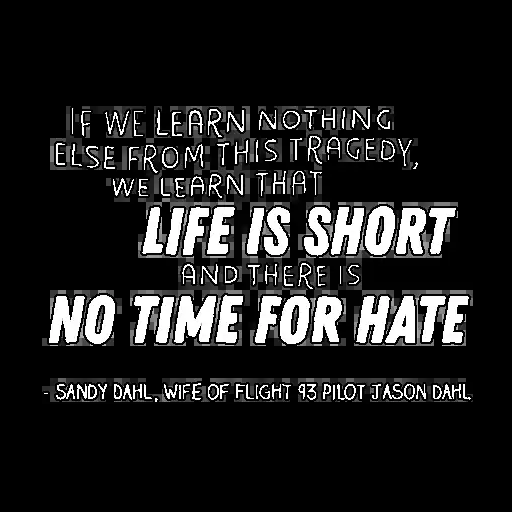 IF WE LEARN NOTHING
ELSE FROM THIS TRAGEDY,
WE LEARN THAT
LIFE IS SHORT
AND THERE IS
NO TIME FOR HATE
- SANDY DAHL, WIFE OF FLIGHT 93 PILOT JASON DAHL